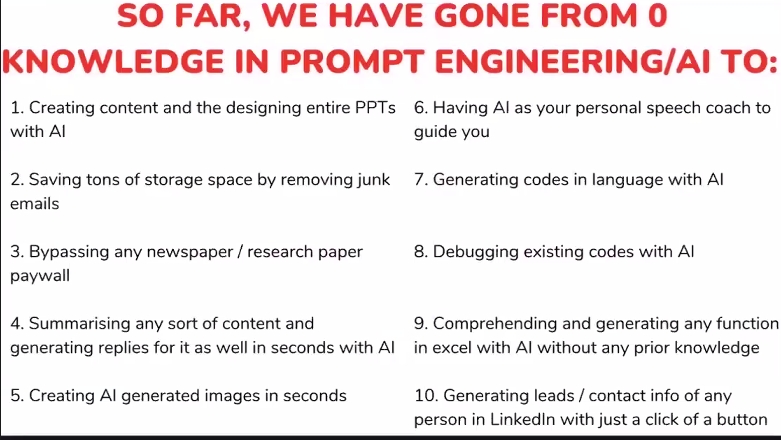 SO FAR, WE HAVE GONE FROM 0
KNOWLEDGE IN PROMPT ENGINEERING/AI TO:
1. Creating content and the designing entire PPTs
with AI
2. Saving tons of storage space by removing junk
emails
3. Bypassing any newspaper / research paper
paywall
4. Summarising any sort of content and
generating replies for it as well in seconds with AI
5. Creating AI generated images in seconds
6. Having AI as your personal speech coach to
guide you
7. Generating codes in language with AI
8. Debugging existing codes with AI
9. Comprehending and generating any function
in excel with AI without any prior knowledge
10. Generating leads / contact info of any
person in LinkedIn with just a click of a button